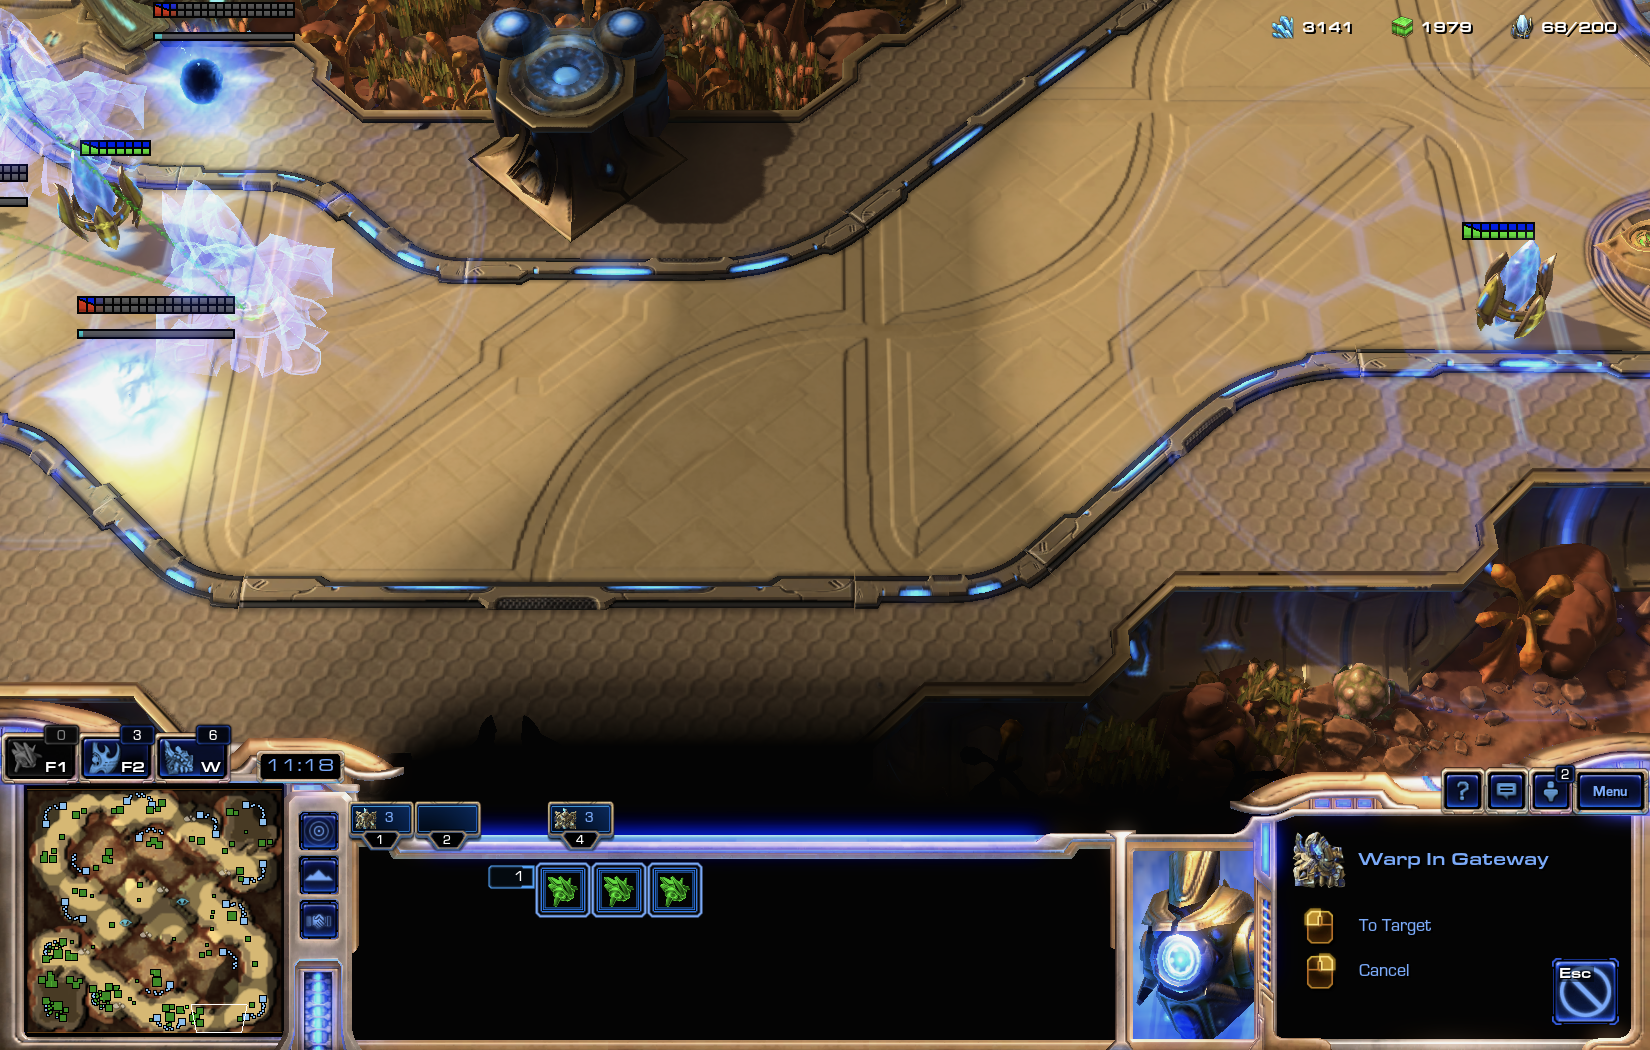 3141 1979 68/200
0 3 6
F1 F2 W
11:18
2
Menu
3 3
1 2 4
1
Warp In Gateway
To Target
Cancel
Esc